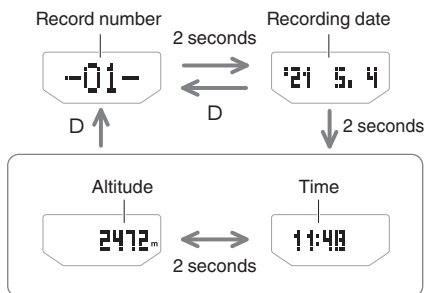 Record number
Recording date
2 seconds
-01-
'21 5. 4
D
D
2 seconds
Altitude
Time
2472m
11:48
2 seconds